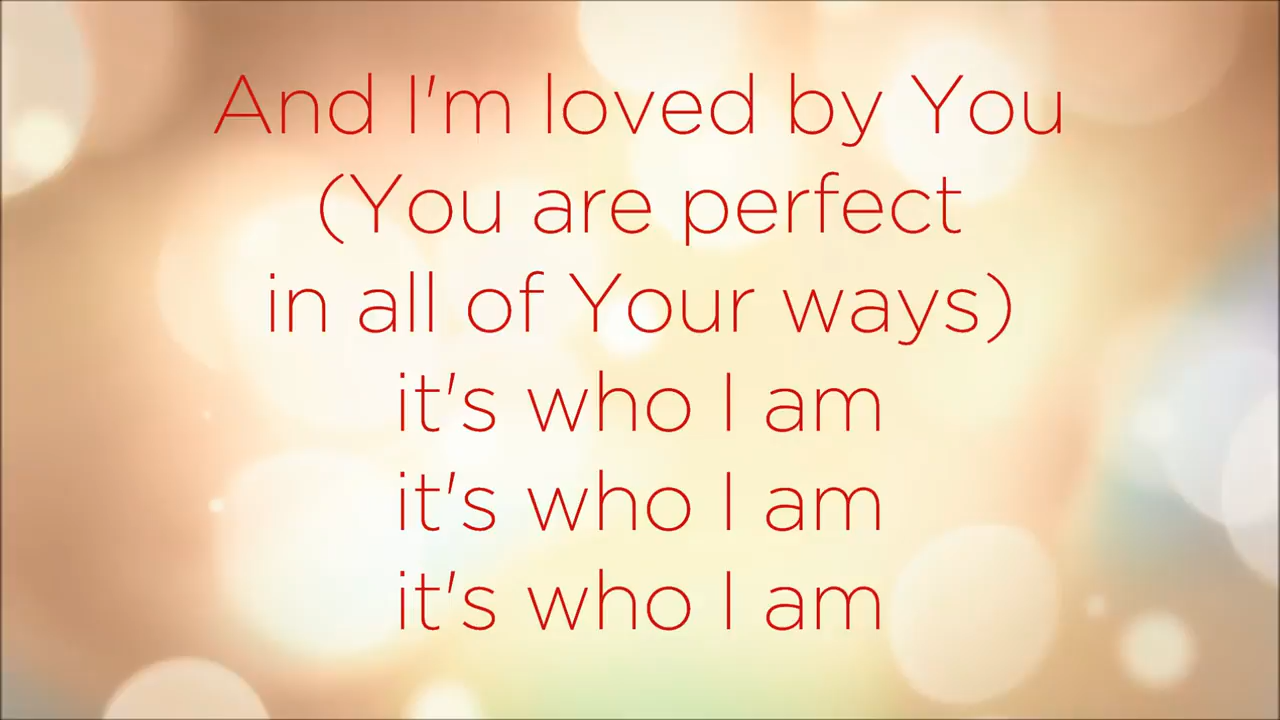 And I'm loved by You
(You are perfect
in all of Your ways)
it's who I am
it's who I am
it's who I am